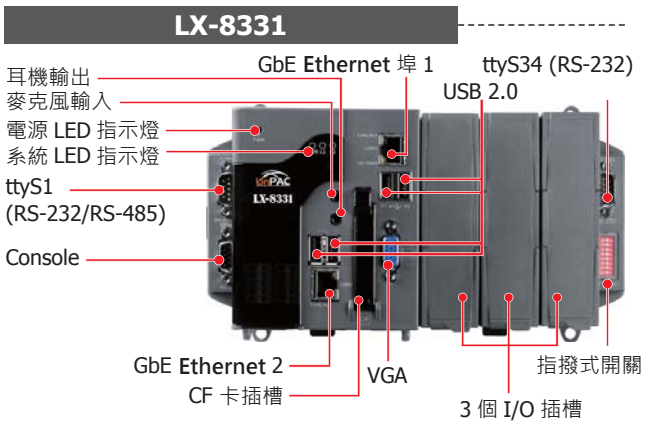 LX-8331
GbE Ethernet 埠 1
ttyS34 (RS-232)
USB 2.0
耳機輸出
麥克風輸入
電源 LED 指示燈
系統 LED 指示燈
ttyS1
(RS-232/RS-485)
Console
LinPAC
LX-8331
GbE Ethernet 2
CF 卡插槽
VGA
指撥式開關
3 個 I/O 插槽